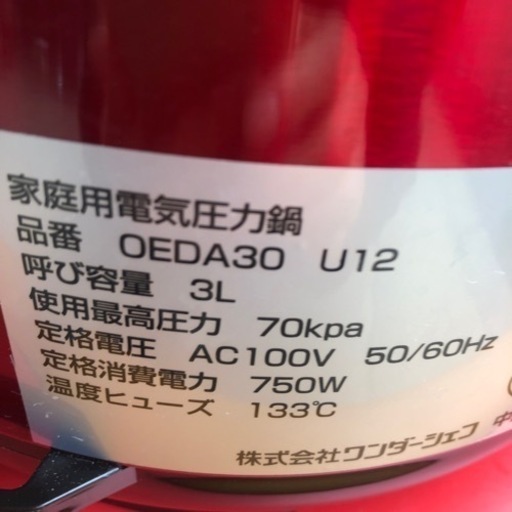 家庭用電気圧力鍋
品番 OEDA30 U12
呼び容量 3L
使用最高圧力 70kpa
定格電圧 AC100V 50/60Hz
定格消費電力 750W
温度ヒューズ 133℃
株式会社ワンダーシェフ 中